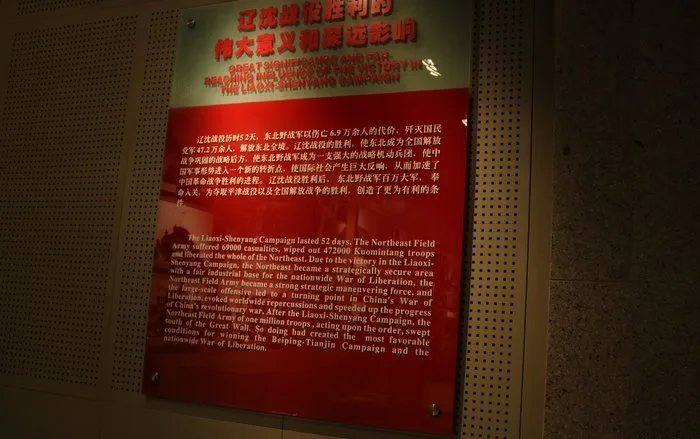 辽沈战役胜利的
伟大意义和深远影响
GREAT SIGNIFICANCE AND FAR-
REACHING INFLUENCE OF THE VICTORY IN
THE LIAOXI-SHENYANG CAMPAIGN
辽沈战役历时52天，东北野战军以伤亡6.9万余人的代价，歼灭国民
党军47.2万余人，解放东北全境。辽沈战役的胜利，使东北成为全国解放
战争巩固的战略后方，使东北野战军成为一支强大的战略机动兵团，使中
国军事形势进入一个新的转折点，使国际社会产生巨大反响，从而加速了
中国革命战争胜利的进程。辽沈战役胜利后，东北野战军百万大军，奉
命入关，为夺取平津战役以及全国解放战争的胜利，创造了更为有利的条
件。
The Liaoxi-Shenyang Campaign lasted 52 days. The Northeast Field
Army suffered 69000 casualties, wiped out 472000 Kuomintang troops
and liberated the whole of the Northeast. Due to the victory in the Liaoxi-
Shenyang Campaign, the Northeast became a strategically secure area
with a fair industrial base for the nationwide War of Liberation, the
Northeast Field Army became a strong strategic maneuvering force, and
the large-scale offensive led to a turning point in China's War of
Liberation, evoked worldwide repercussions and speeded up the progress
of China's revolutionary war. After the Liaoxi-Shenyang Campaign, the
Northeast Field Army of one million troops, acting upon the order, swept
south of the Great Wall. So doing had created the most favorable
conditions for winning the Beiping-Tianjin Campaign and the
nationwide War of Liberation.